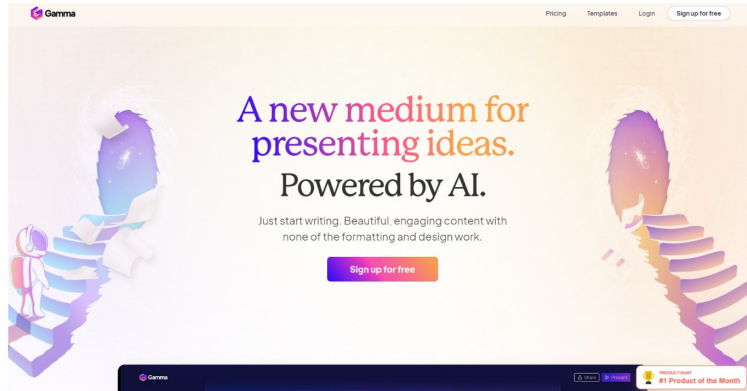 Gamma
Pricing Templates Login Sign up for free
A new medium for
presenting ideas.
Powered by AI.
Just start writing. Beautiful, engaging content with
none of the formatting and design work.
Sign up for free
Gamma
Share Present
PRODUCT HUNT
#1 Product of the Month